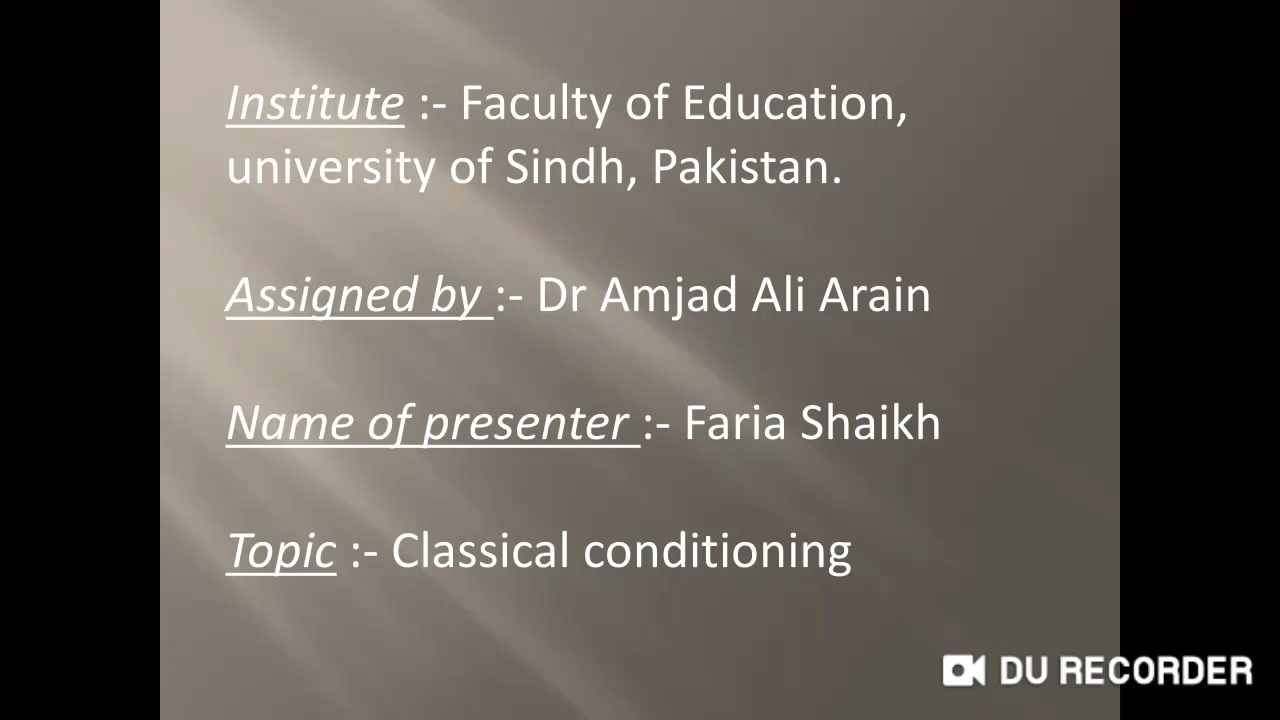 Institute :- Faculty of Education,
university of Sindh, Pakistan.
Assigned by :- Dr Amjad Ali Arain
Name of presenter :- Faria Shaikh
Topic :- Classical conditioning
DU RECORDER